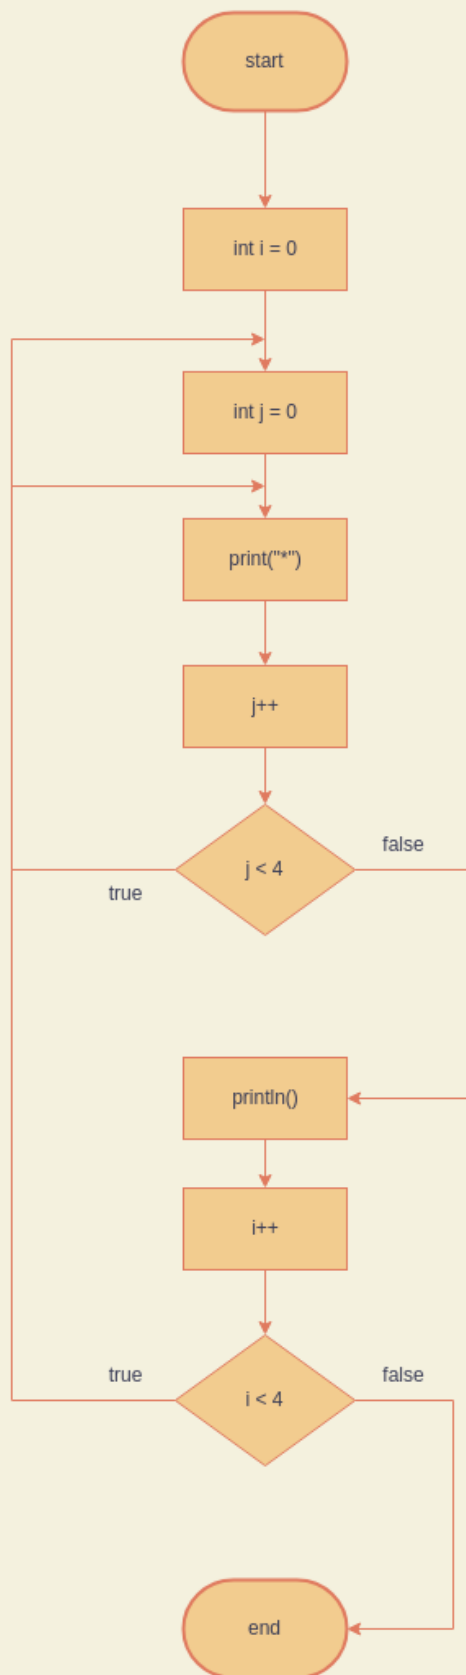 start
int i = 0
int j = 0
print("*")
j++
j < 4
false
true
println()
i++
true
false
i < 4
end